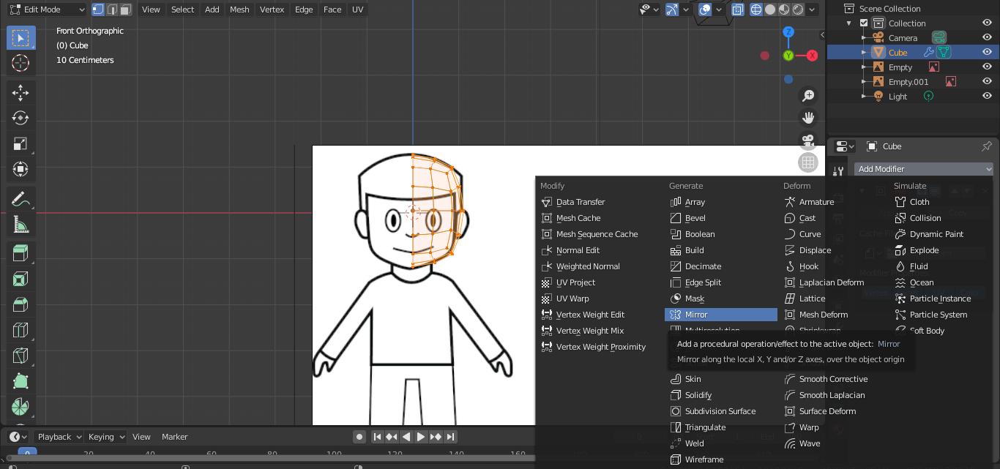 Edit Mode View Select Add Mesh Vertex Edge Face UV
Front Orthographic
(0) Cube
10 Centimeters
Z
Y
X
Scene Collection
Collection
Camera
Cube
Empty
Empty.001
Light
Cube
Add Modifier
Modify
Data Transfer
Mesh Cache
Mesh Sequence Cache
Normal Edit
Weighted Normal
UV Project
UV Warp
Vertex Weight Edit
Vertex Weight Mix
Vertex Weight Proximity
Generate
Array
Bevel
Boolean
Build
Decimate
Edge Split
Mask
Mirror
Multiresolution
Skin
Solidify
Subdivision Surface
Triangulate
Weld
Wireframe
Deform
Armature
Cast
Curve
Displace
Hook
Laplacian Deform
Lattice
Mesh Deform
Shrinkwrap
Smooth Corrective
Smooth Laplacian
Surface Deform
Warp
Wave
Simulate
Cloth
Collision
Dynamic Paint
Explode
Fluid
Ocean
Particle Instance
Particle System
Soft Body
Add a procedural operation/effect to the active object: Mirror
Mirror along the local X, Y and/or Z axes, over the object origin
Playback Keying View Marker
0 20 40 60 80 100 120 140 160